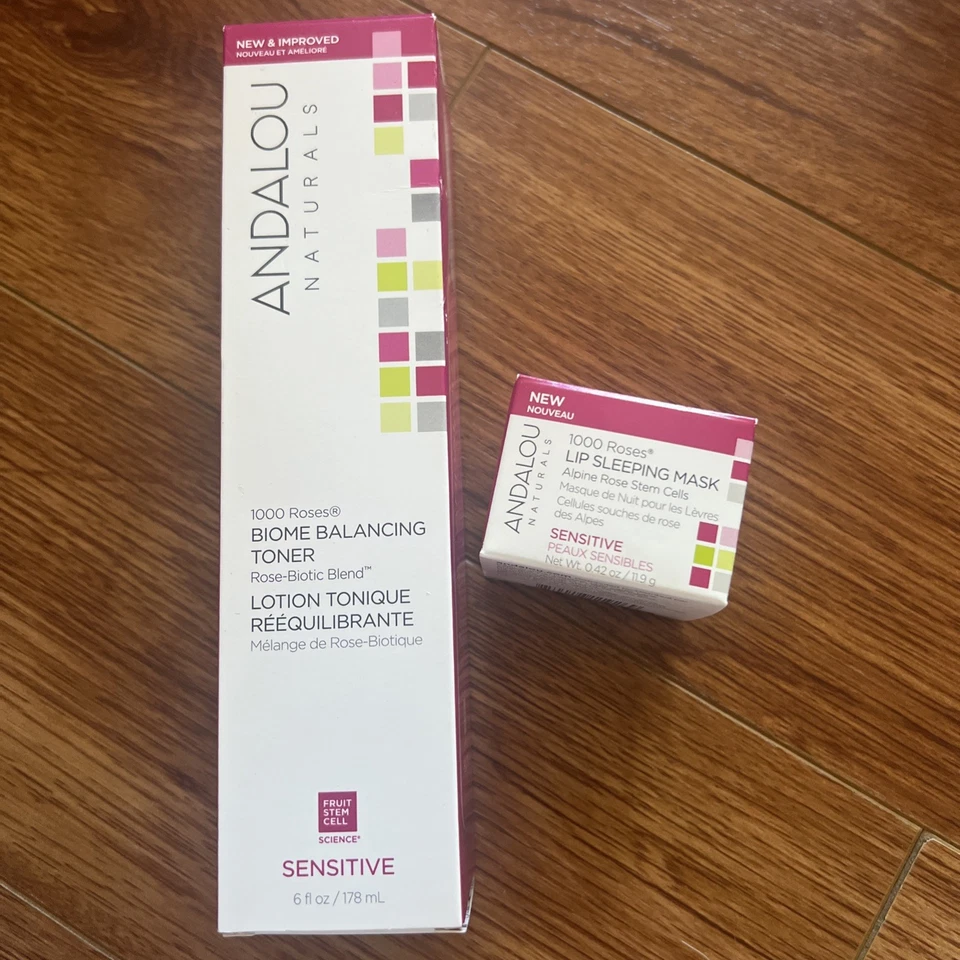 NEW & IMPROVED
NOUVEAU ET AMÉLIORÉ
ANDALOU
NATURALS
1000 Roses®
BIOME BALANCING
TONER
Rose-Biotic Blend™
LOTION TONIQUE
RÉÉQUILIBRANTE
Mélange de Rose-Biotique
FRUIT
STEM
CELL
SCIENCE®
SENSITIVE
6 fl oz / 178 mL
NEW
NOUVEAU
ANDALOU
NATURALS
1000 Roses®
LIP SLEEPING MASK
Alpine Rose Stem Cells
Masque de Nuit pour les Lèvres
Cellules souches de rose
des Alpes
SENSITIVE
PEAUX SENSIBLES
Net Wt. 0.42 oz / 11.9 g